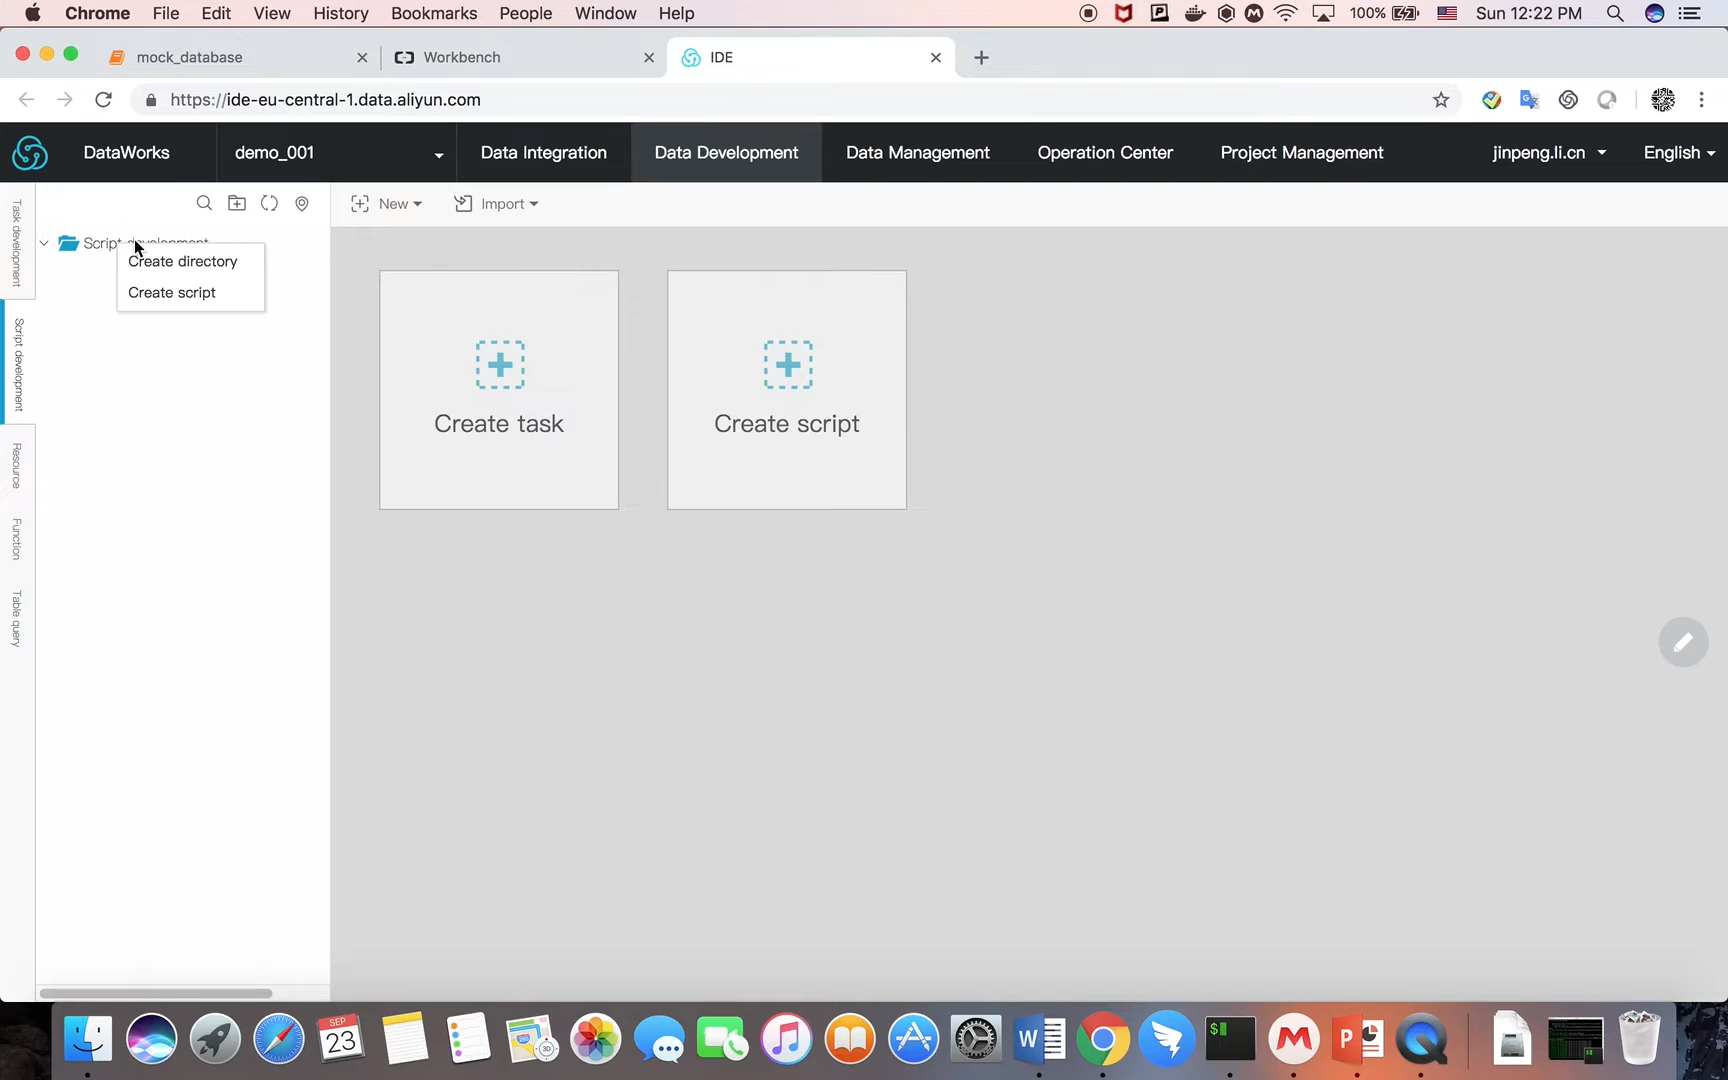 Chrome File Edit View History Bookmarks People Window Help 100% Sun 12:22 PM
mock_database Workbench IDE
https://ide-eu-central-1.data.aliyun.com
DataWorks demo_001 Data Integration Data Development Data Management Operation Center Project Management jinpeng.li.cn English
New Import
Task development
Script development
Resource
Function
Table query
Script development
Create directory
Create script
Create task
Create script
SEP
23